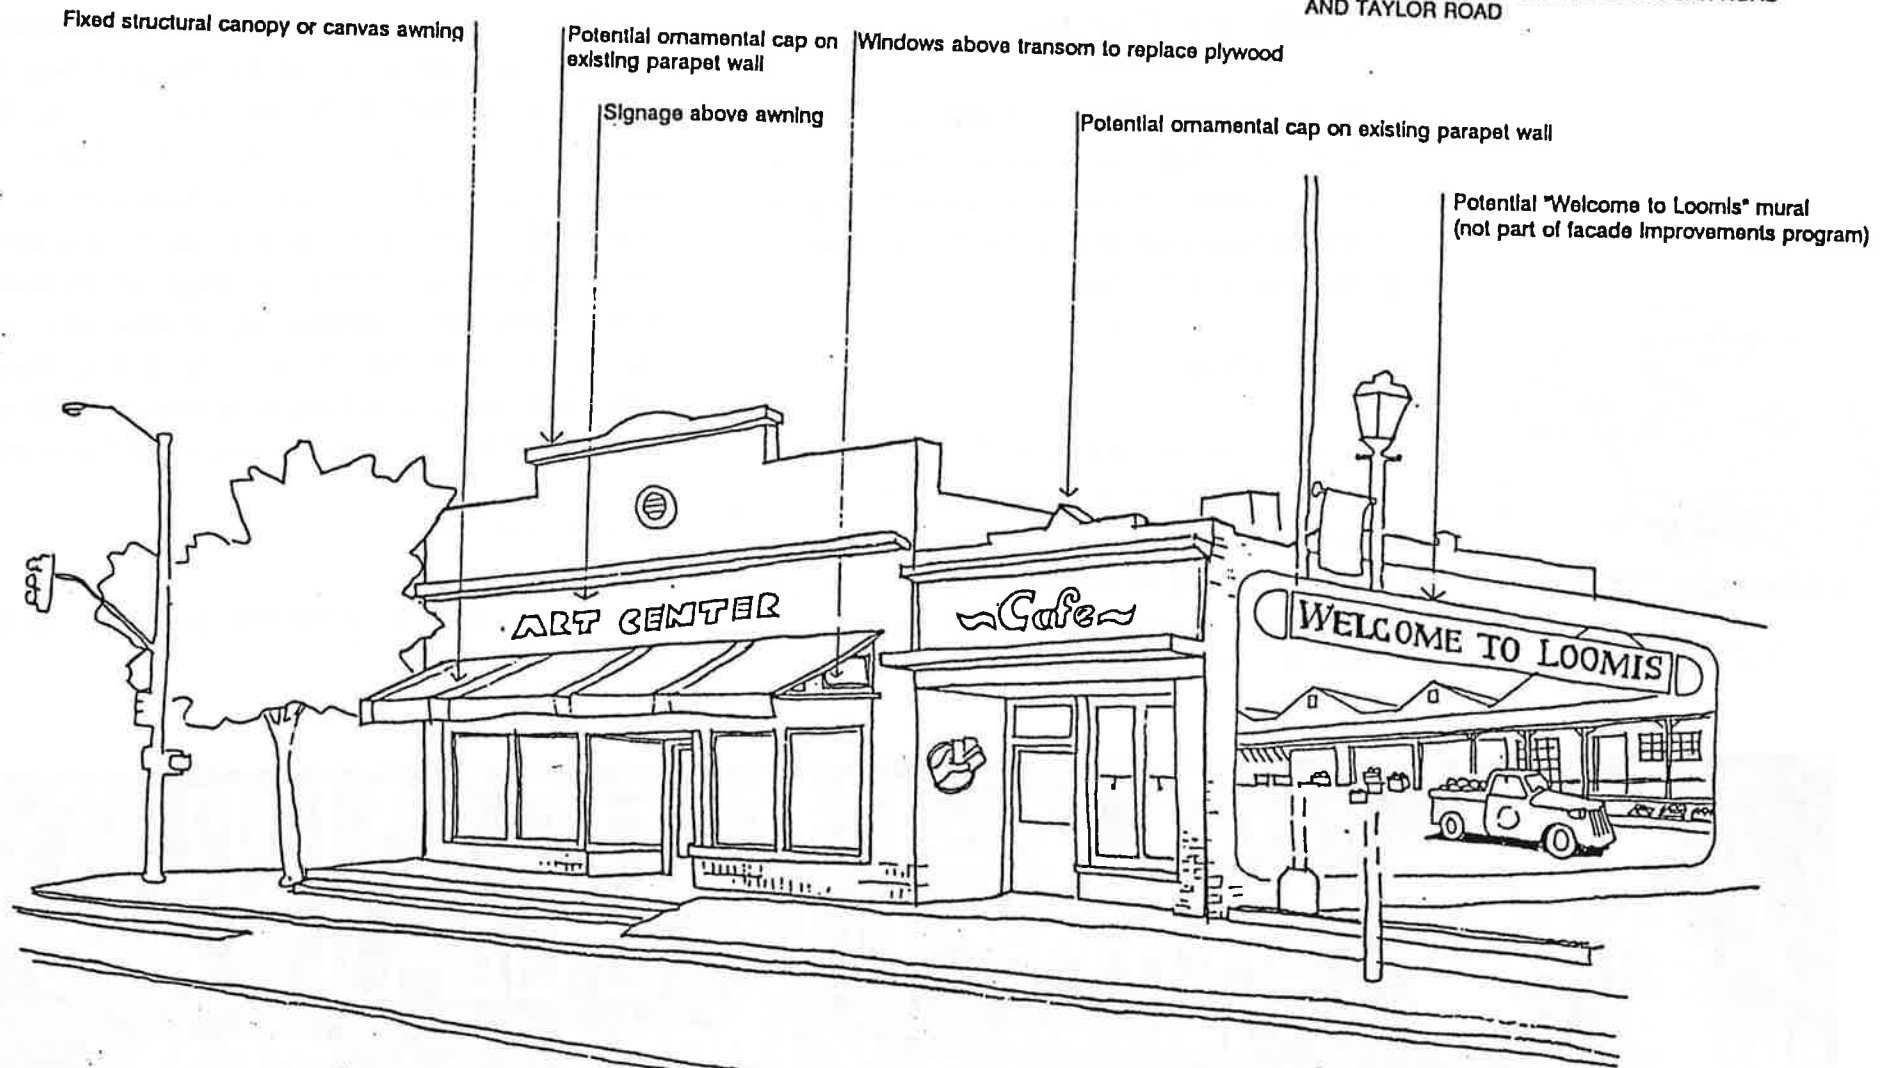 AND TAYLOR ROAD
Fixed structural canopy or canvas awning
Potential ornamental cap on
existing parapet wall
Windows above transom to replace plywood
Signage above awning
Potential ornamental cap on existing parapet wall
Potential "Welcome to Loomis" mural
(not part of facade improvements program)
ART CENTER
~Cafe~
WELCOME TO LOOMIS